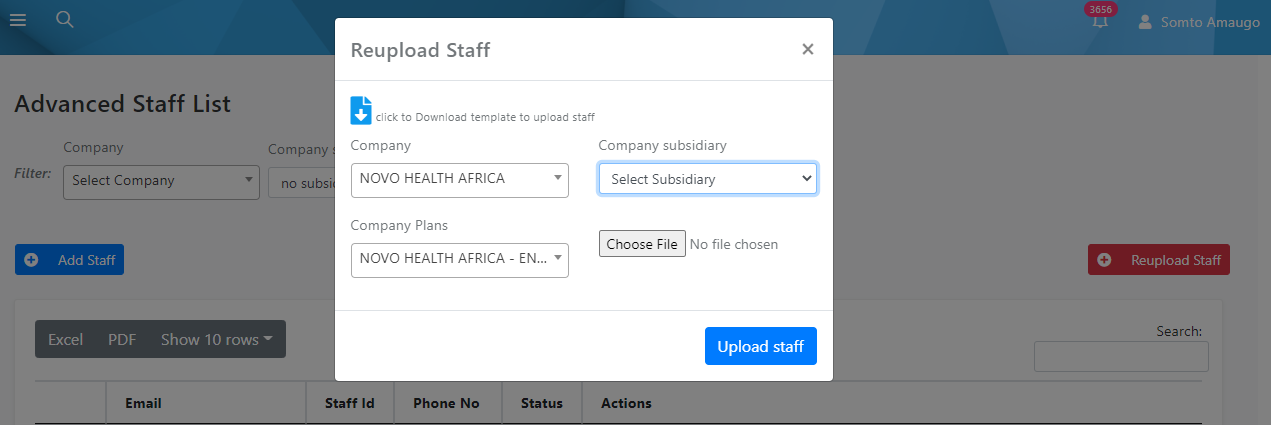 3656
Somto Amaugo
Reupload Staff
×
Advanced Staff List
click to Download template to upload staff
Company
Company s
Filter:
Select Company
no subsid
Company
Company subsidiary
NOVO HEALTH AFRICA
Select Subsidiary
Company Plans
NOVO HEALTH AFRICA - EN...
Choose File No file chosen
Add Staff
Reupload Staff
Upload staff
Excel PDF Show 10 rows
Search:
Email Staff Id Phone No Status Actions